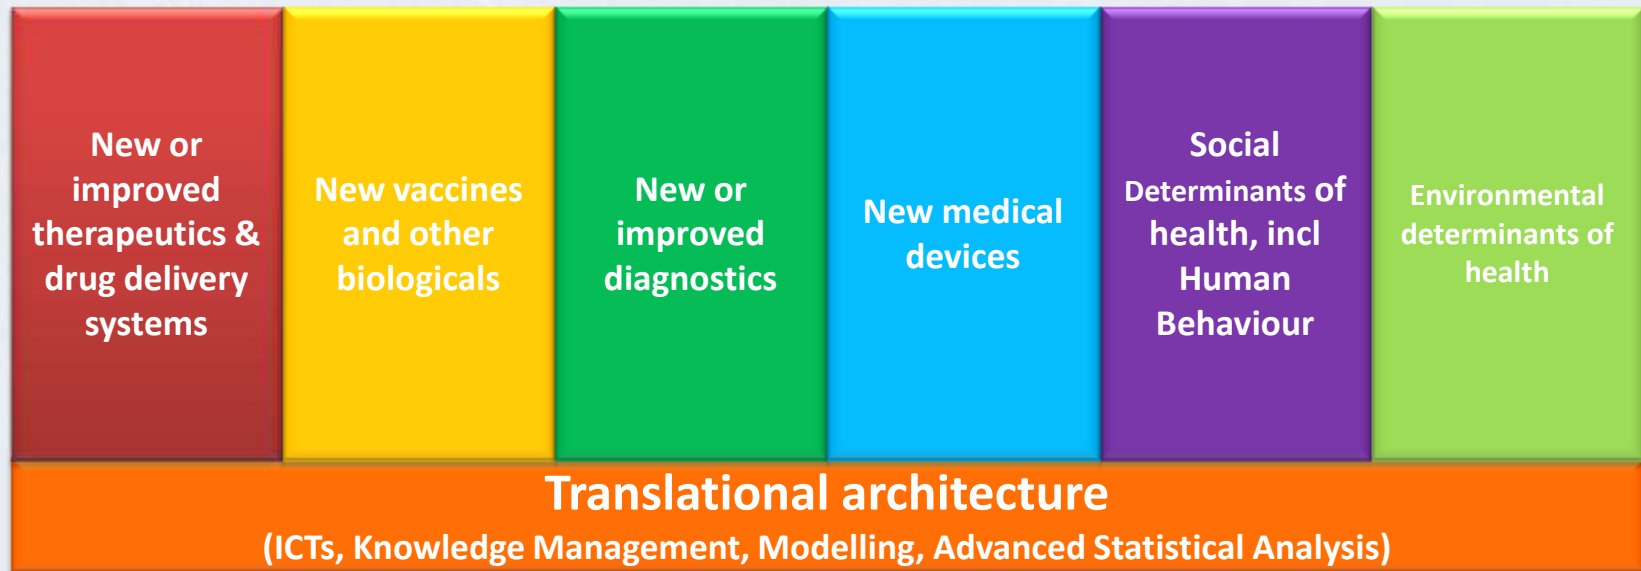 New or
improved
therapeutics &
drug delivery
systems
New vaccines
and other
biologicals
New or
improved
diagnostics
New medical
devices
Social
Determinants of
health, incl
Human
Behaviour
Environmental
determinants of
health
Translational architecture
(ICTs, Knowledge Management, Modelling, Advanced Statistical Analysis)